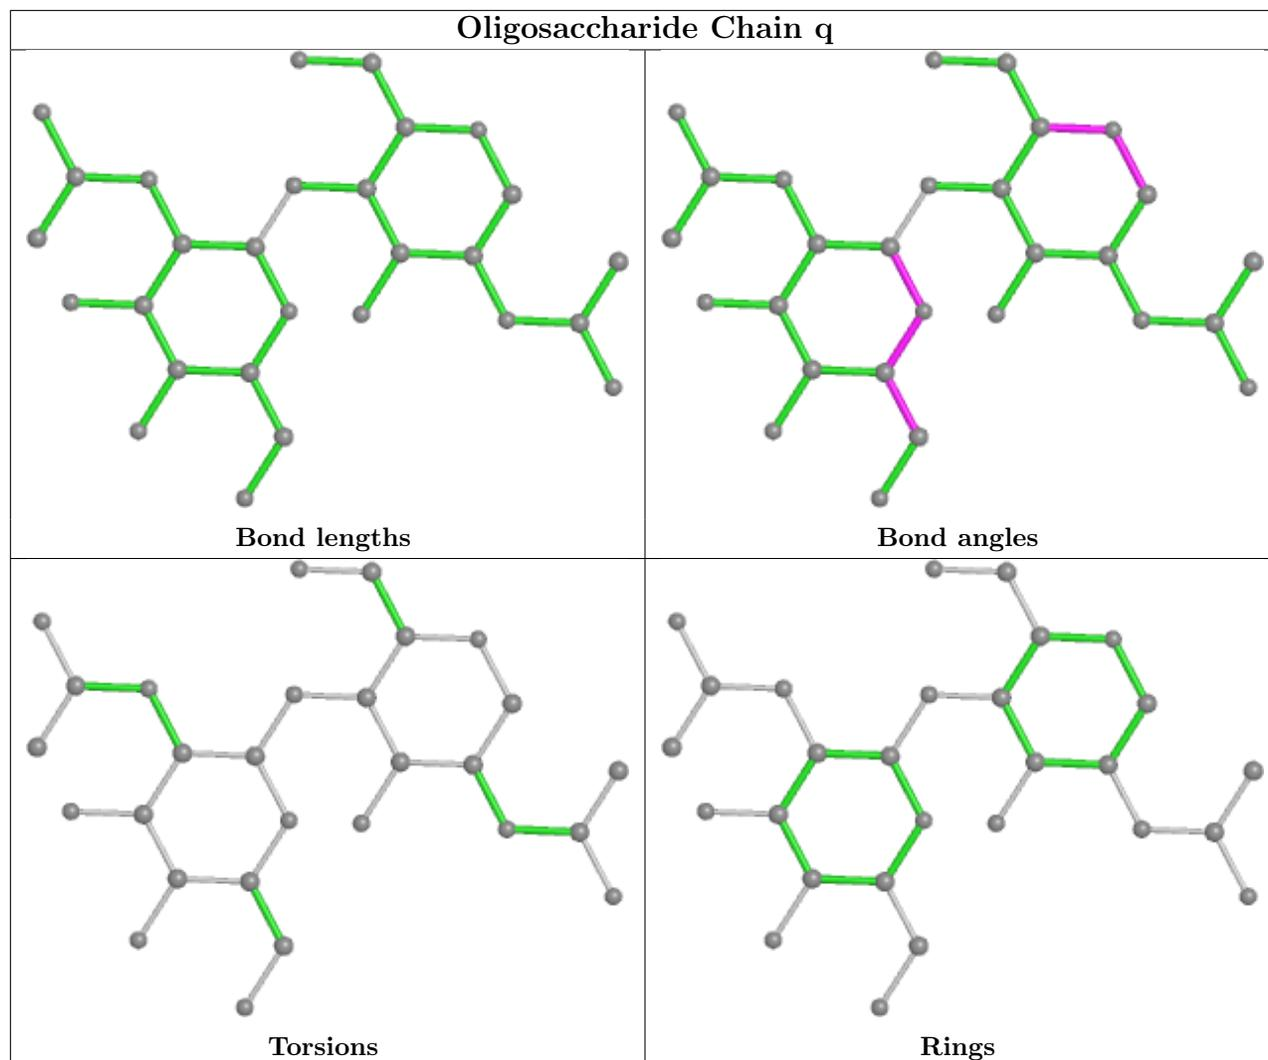 Oligosaccharide Chain q
Bond lengths
Bond angles
Torsions
Rings